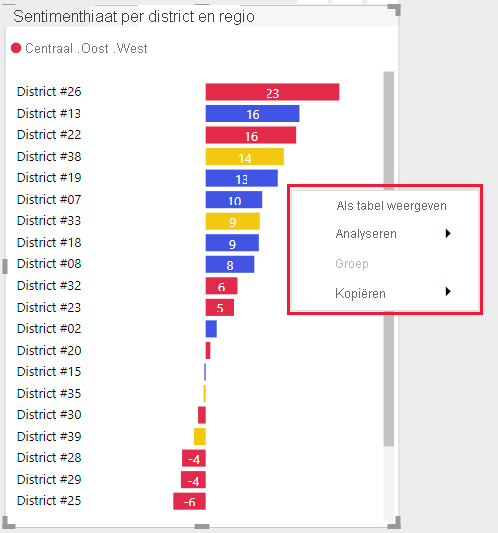 Sentimenthiaat per district en regio
Centraal .Oost .West
District #26 23
District #13 16
District #22 16
District #38 14
District #19 13
District #07 10
District #33 9
District #18 9
District #08 8
District #32 6
District #23 5
District #02
District #20
District #15
District #35
District #30
District #39
District #28 -4
District #29 -4
District #25 -6
Als tabel weergeven
Analyseren
Groep
Kopiëren